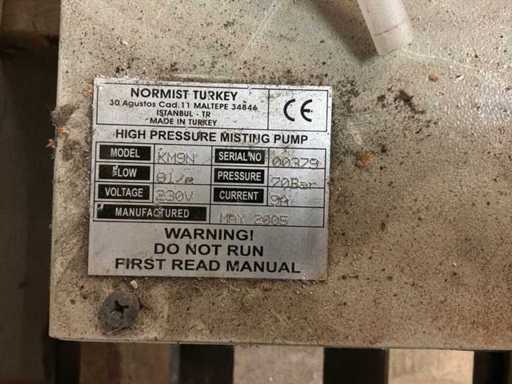 NORMIST TURKEY
30 Agustos Cad.11 MALTEPE 34846
ISTANBUL - TR
MADE IN TURKEY
CE
HIGH PRESSURE MISTING PUMP
MODEL KM9N SERIAL NO 00379
FLOW PRESSURE 70Bar
VOLTAGE 230V CURRENT 9A
MANUFACTURED MAY 2005
WARNING!
DO NOT RUN
FIRST READ MANUAL